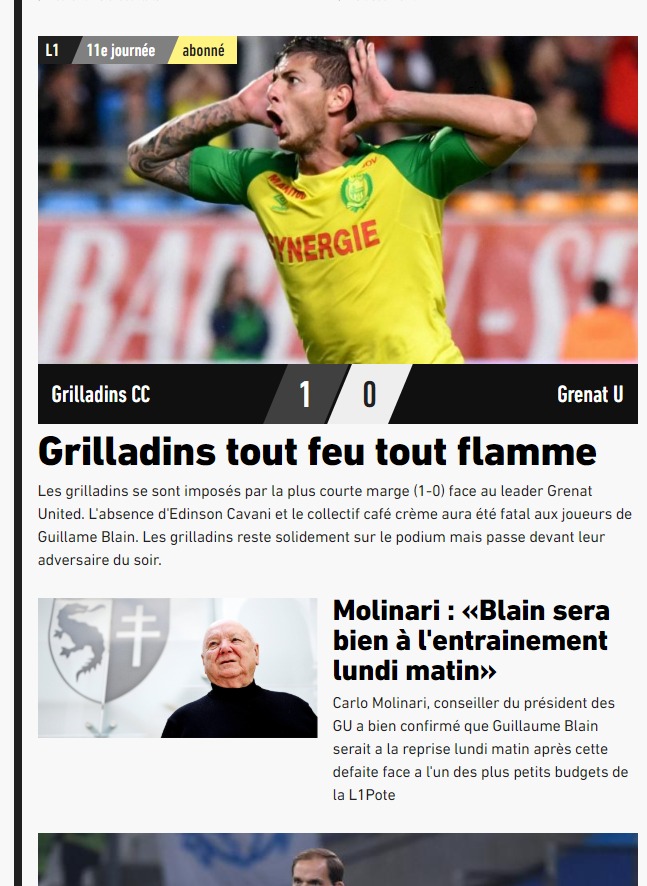 L1 11e journée abonné
MANITOU
SYNERGIE
Grilladins CC 1 0 Grenat U
Grilladins tout feu tout flamme
Les grilladins se sont imposés par la plus courte marge (1-0) face au leader Grenat
United. L'absence d'Edinson Cavani et le collectif café crème aura été fatal aux joueurs de
Guillame Blain. Les grilladins reste solidement sur le podium mais passe devant leur
adversaire du soir.
Molinari : «Blain sera
bien à l'entrainement
lundi matin»
Carlo Molinari, conseiller du président des
GU a bien confirmé que Guillaume Blain
serait a la reprise lundi matin après cette
defaite face a l'un des plus petits budgets de
la L1Pote